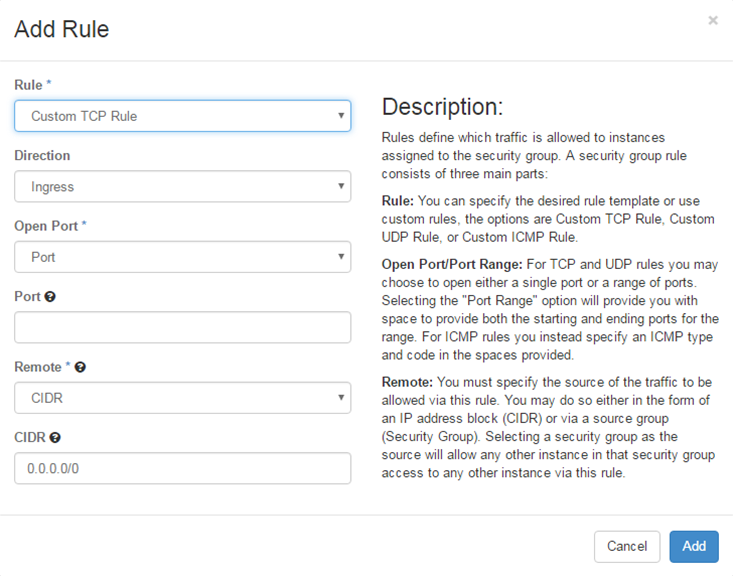 Add Rule
×
Rule *
Custom TCP Rule
Direction
Ingress
Open Port *
Port
Port ?
Remote * ?
CIDR
CIDR ?
0.0.0.0/0
Description:
Rules define which traffic is allowed to instances
assigned to the security group. A security group rule
consists of three main parts:
Rule: You can specify the desired rule template or use
custom rules, the options are Custom TCP Rule, Custom
UDP Rule, or Custom ICMP Rule.
Open Port/Port Range: For TCP and UDP rules you may
choose to open either a single port or a range of ports.
Selecting the "Port Range" option will provide you with
space to provide both the starting and ending ports for the
range. For ICMP rules you instead specify an ICMP type
and code in the spaces provided.
Remote: You must specify the source of the traffic to be
allowed via this rule. You may do so either in the form of
an IP address block (CIDR) or via a source group
(Security Group). Selecting a security group as the
source will allow any other instance in that security group
access to any other instance via this rule.
Cancel
Add